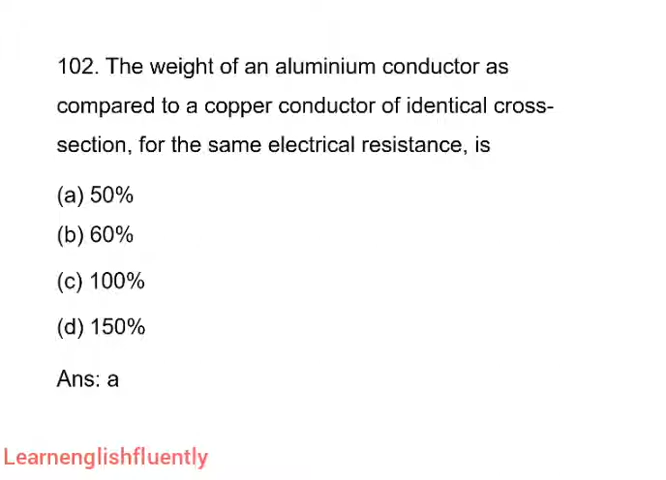 102. The weight of an aluminium conductor as
compared to a copper conductor of identical cross-
section, for the same electrical resistance, is
(a) 50%
(b) 60%
(c) 100%
(d) 150%
Ans: a
Learnenglishfluently